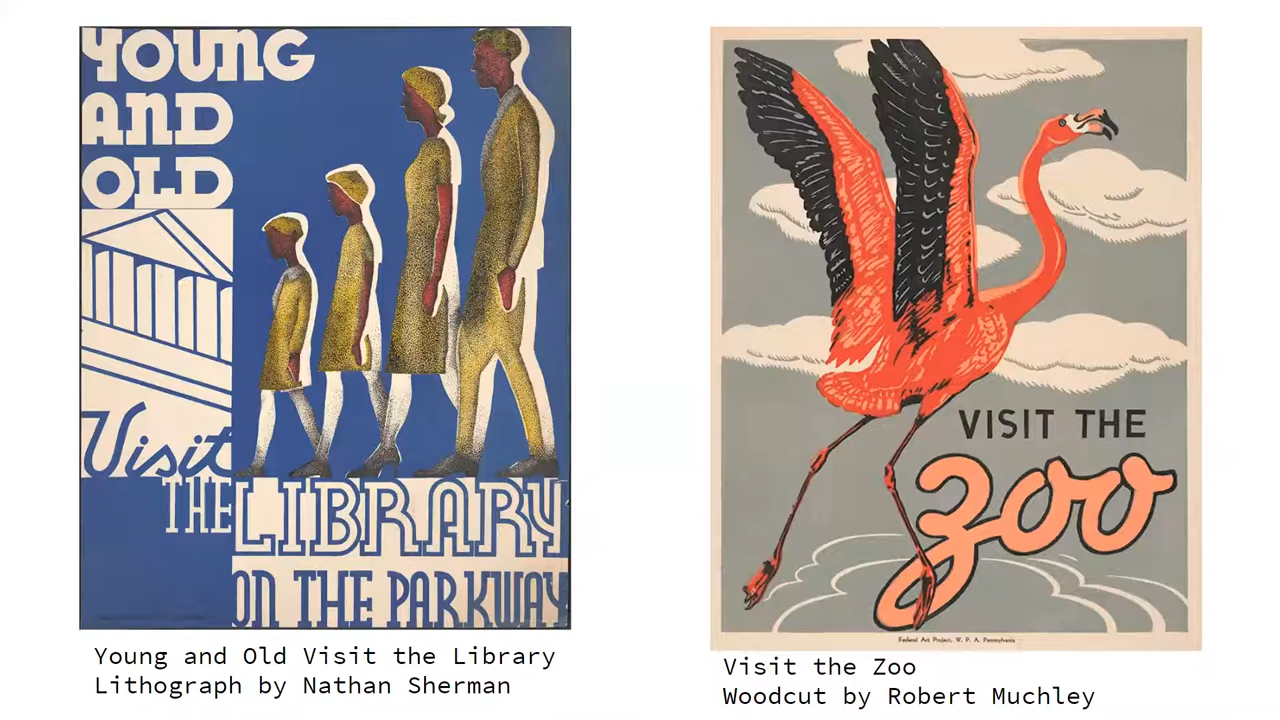 YOUNG
AND
OLD
Visit
THE LIBRARY
ON THE PARKWAY
Young and Old Visit the Library
Lithograph by Nathan Sherman
VISIT THE
zoo
Federal Art Project, W. P. A. Pennsylvania
Visit the Zoo
Woodcut by Robert Muchley